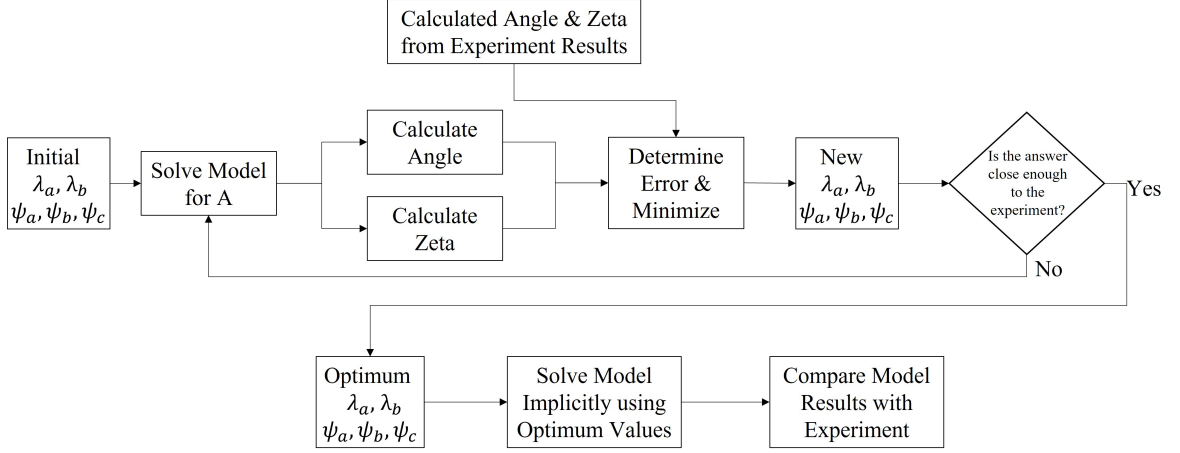 Calculated Angle & Zeta
from Experiment Results
Initial
λa, λb
ψa, ψb, ψc
Solve Model
for A
Calculate
Angle
Calculate
Zeta
Determine
Error &
Minimize
New
λa, λb
ψa, ψb, ψc
Is the answer
close enough
to the
experiment?
Yes
No
Optimum
λa, λb
ψa, ψb, ψc
Solve Model
Implicitly using
Optimum Values
Compare Model
Results with
Experiment